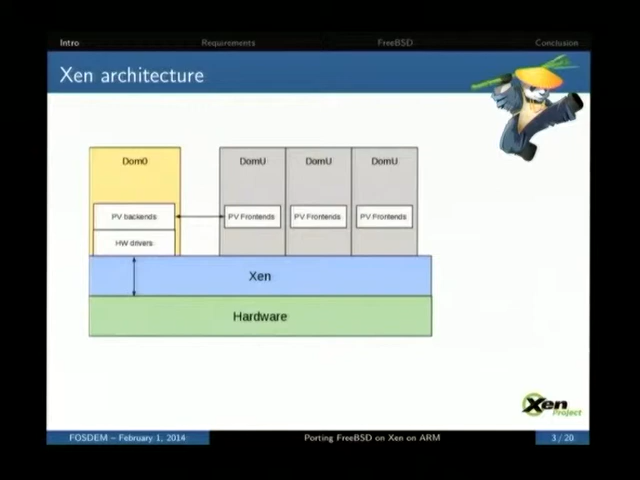 Intro Requirements FreeBSD Conclusion
Xen architecture
Dom0 DomU DomU DomU
PV backends PV Frontends PV Frontends PV Frontends
HW drivers
Xen
Hardware
Xen
Project
FOSDEM – February 1, 2014 Porting FreeBSD on Xen on ARM 3 / 20